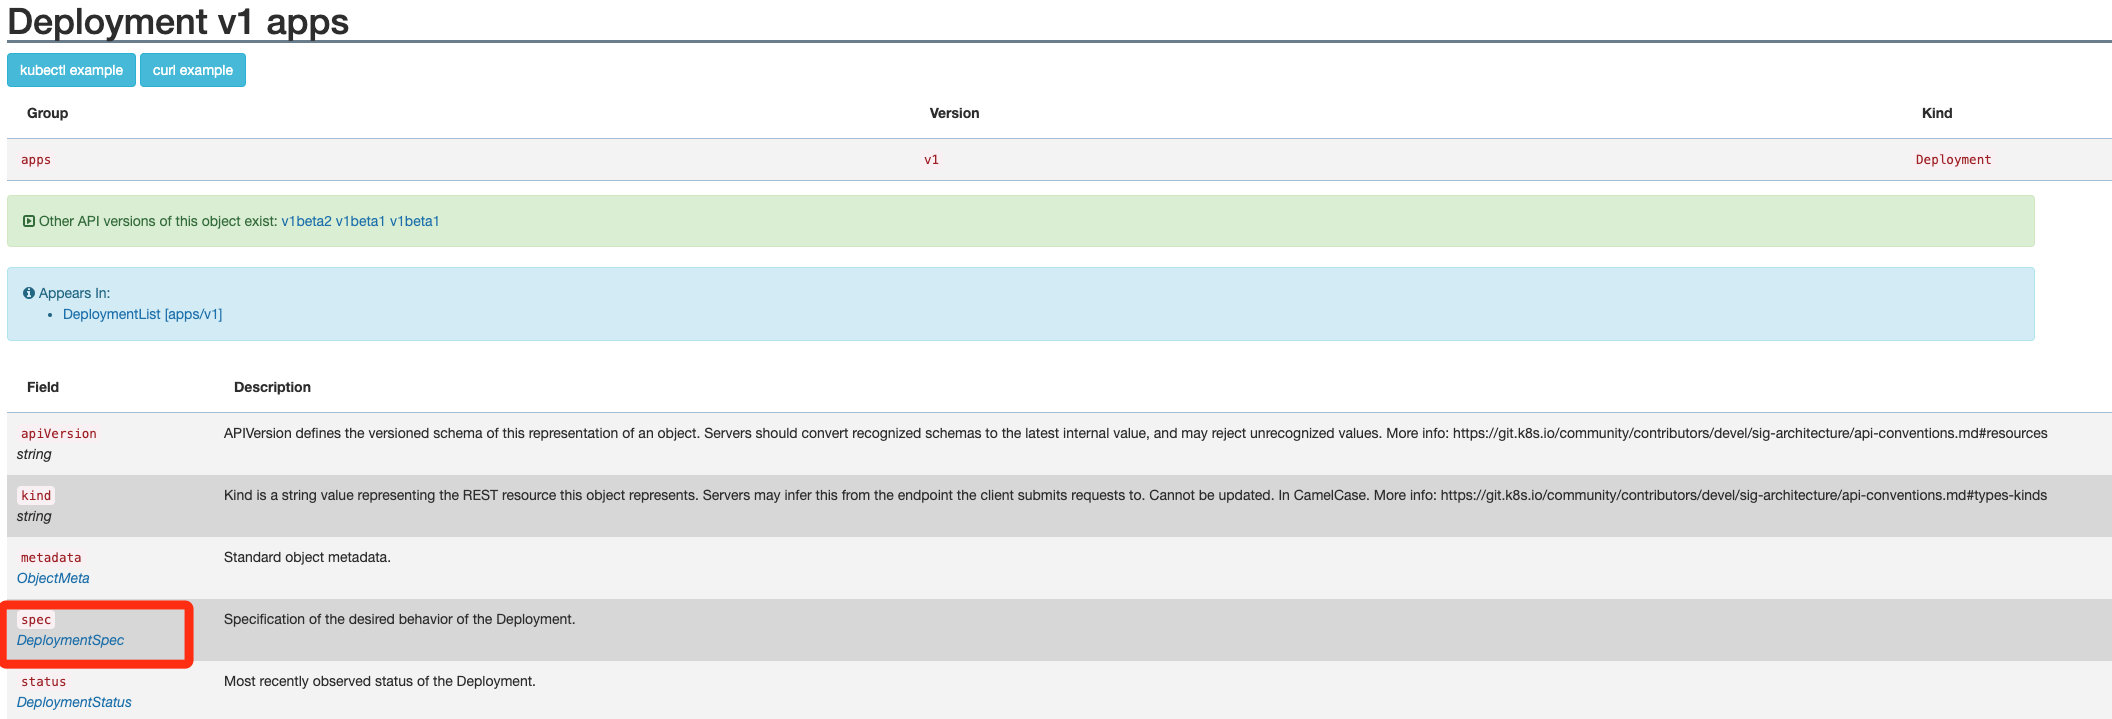 Deployment v1 apps
kubectl example curl example
Group Version Kind
apps v1 Deployment
Other API versions of this object exist: v1beta2 v1beta1 v1beta1
Appears In:
• DeploymentList [apps/v1]
Field Description
apiVersion APIVersion defines the versioned schema of this representation of an object. Servers should convert recognized schemas to the latest internal value, and may reject unrecognized values. More info: https://git.k8s.io/community/contributors/devel/sig-architecture/api-conventions.md#resources
string
kind Kind is a string value representing the REST resource this object represents. Servers may infer this from the endpoint the client submits requests to. Cannot be updated. In CamelCase. More info: https://git.k8s.io/community/contributors/devel/sig-architecture/api-conventions.md#types-kinds
string
metadata Standard object metadata.
ObjectMeta
spec Specification of the desired behavior of the Deployment.
DeploymentSpec
status Most recently observed status of the Deployment.
DeploymentStatus